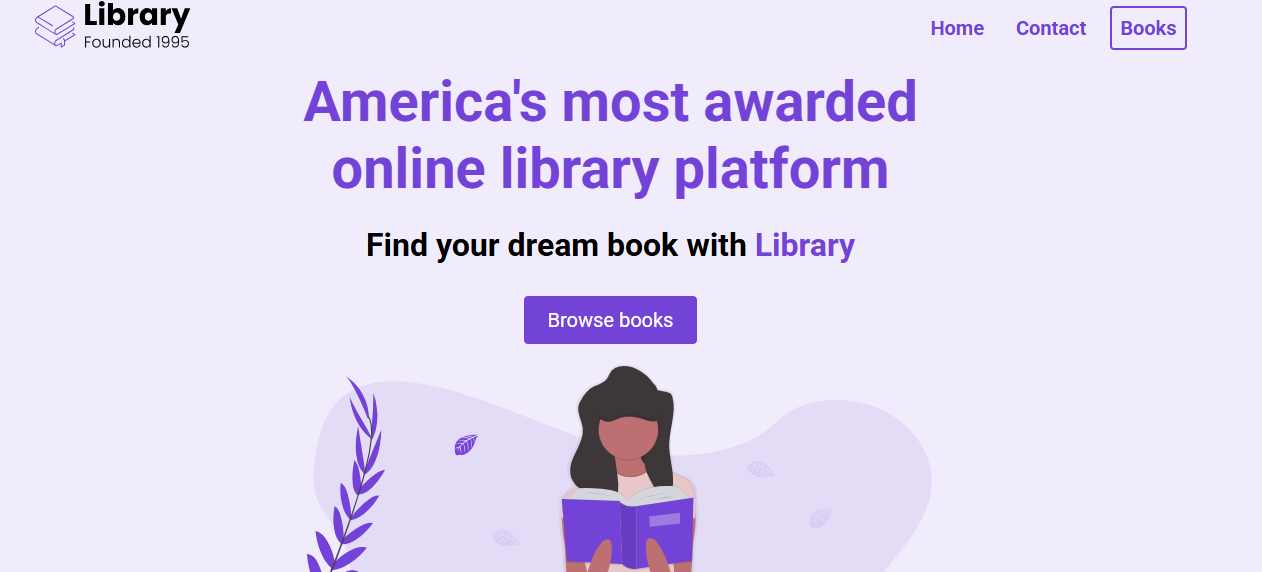 Library
Founded 1995
Home Contact Books
America's most awarded
online library platform
Find your dream book with Library
Browse books